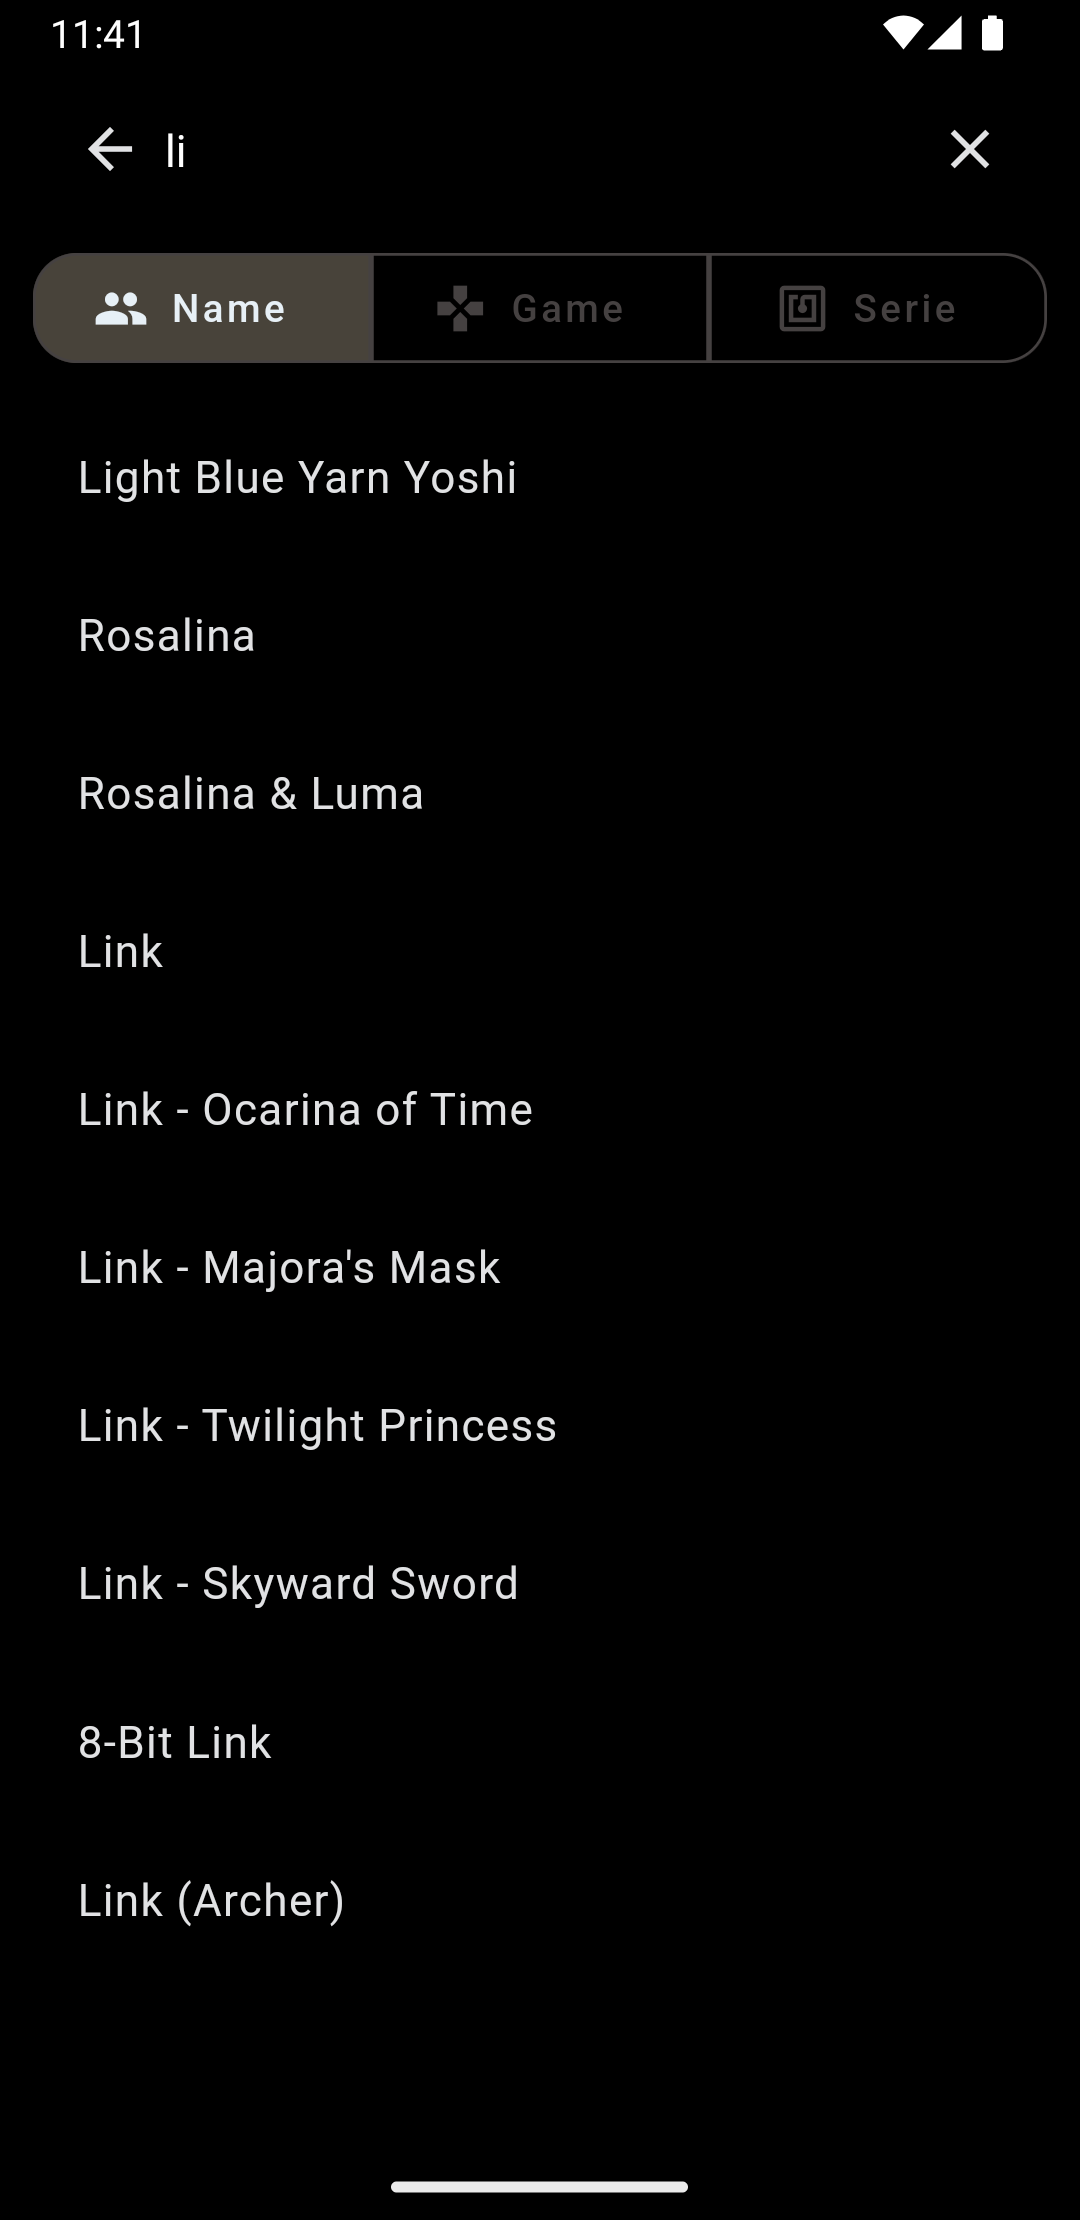 11:41
li
Name
Game
Serie
Light Blue Yarn Yoshi
Rosalina
Rosalina & Luma
Link
Link - Ocarina of Time
Link - Majora's Mask
Link - Twilight Princess
Link - Skyward Sword
8-Bit Link
Link (Archer)